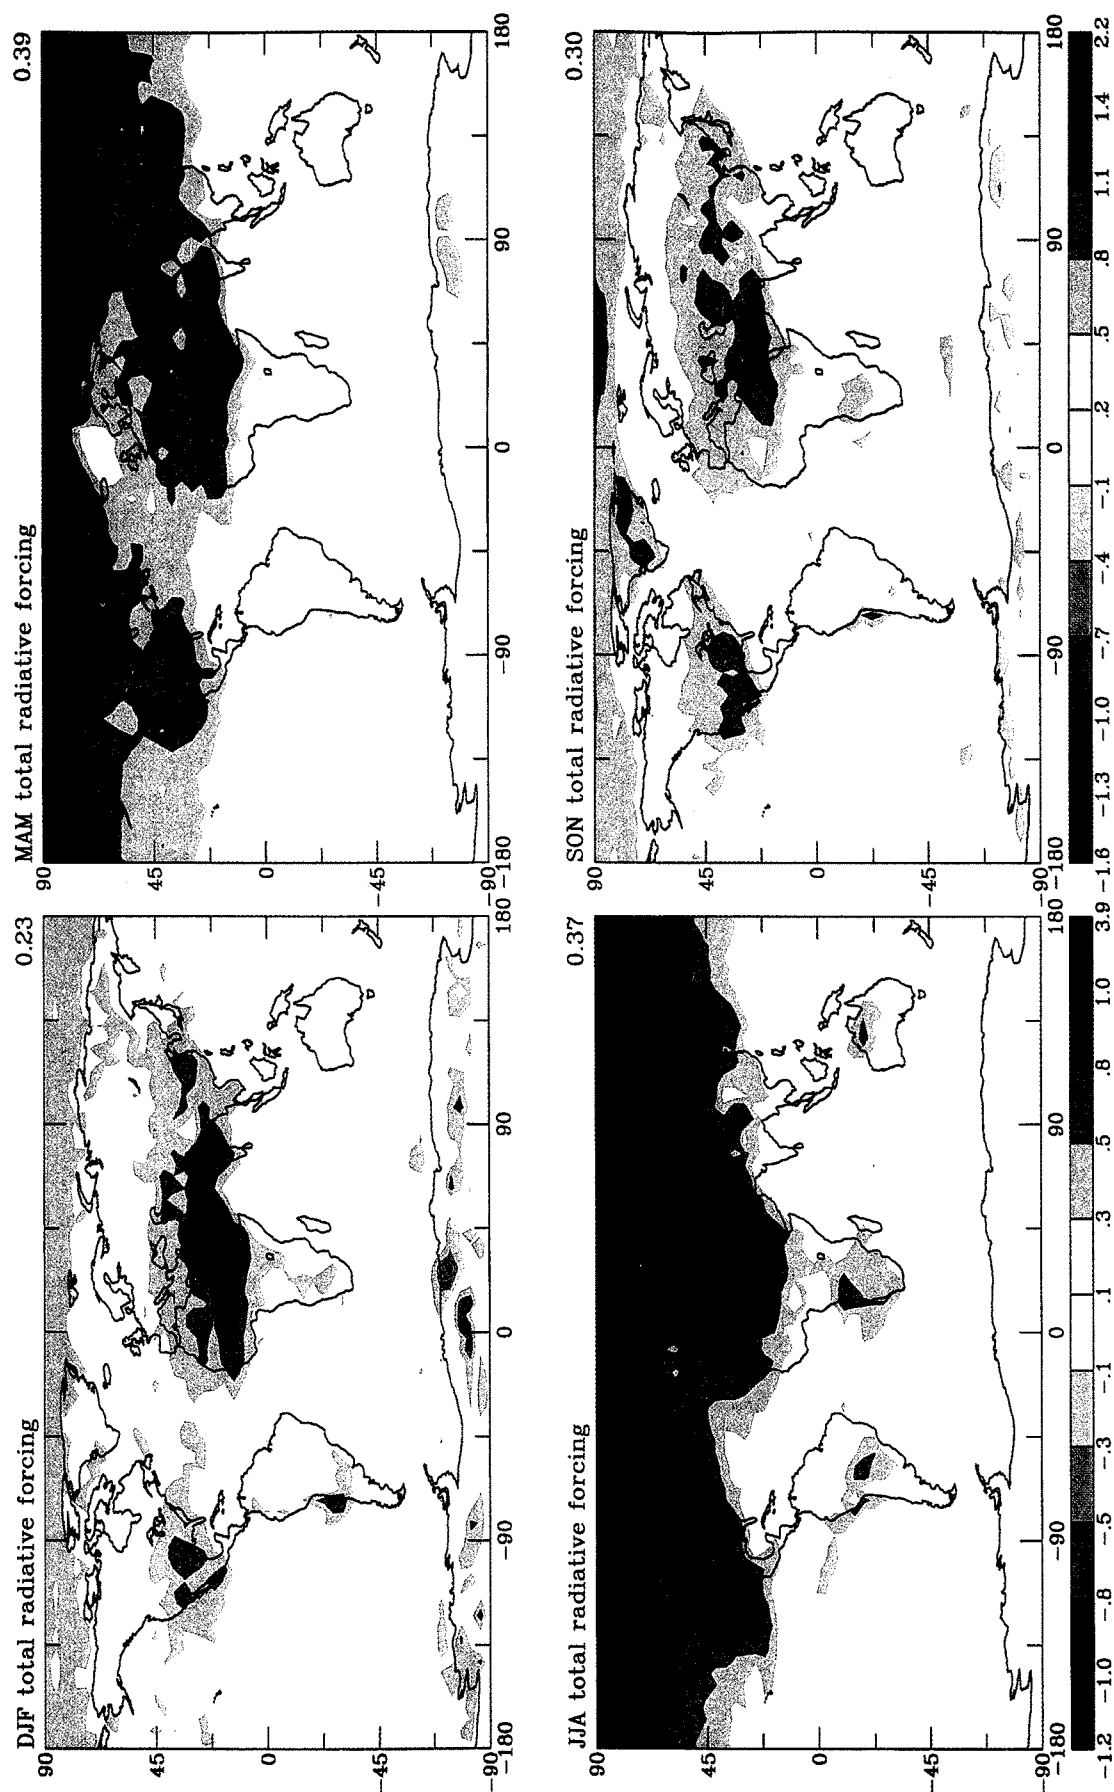 DJF total radiative forcing 0.23
90
45
0
-45
-90
-180 -90 0 90 180
MAM total radiative forcing 0.39
90
45
0
-45
-90
-180 -90 0 90 180
JJA total radiative forcing 0.37
90
45
0
-45
-90
-180 -90 0 90 180
SON total radiative forcing 0.30
90
45
0
-45
-90
-180 -90 0 90 180
-1.2 -1.0 -.8 -.5 -.3 -.1 .1 .3 .5 .8 1.0 3.9
-1.6 -1.3 -1.0 -.7 -.4 -.1 .2 .5 .8 1.1 1.4 2.2